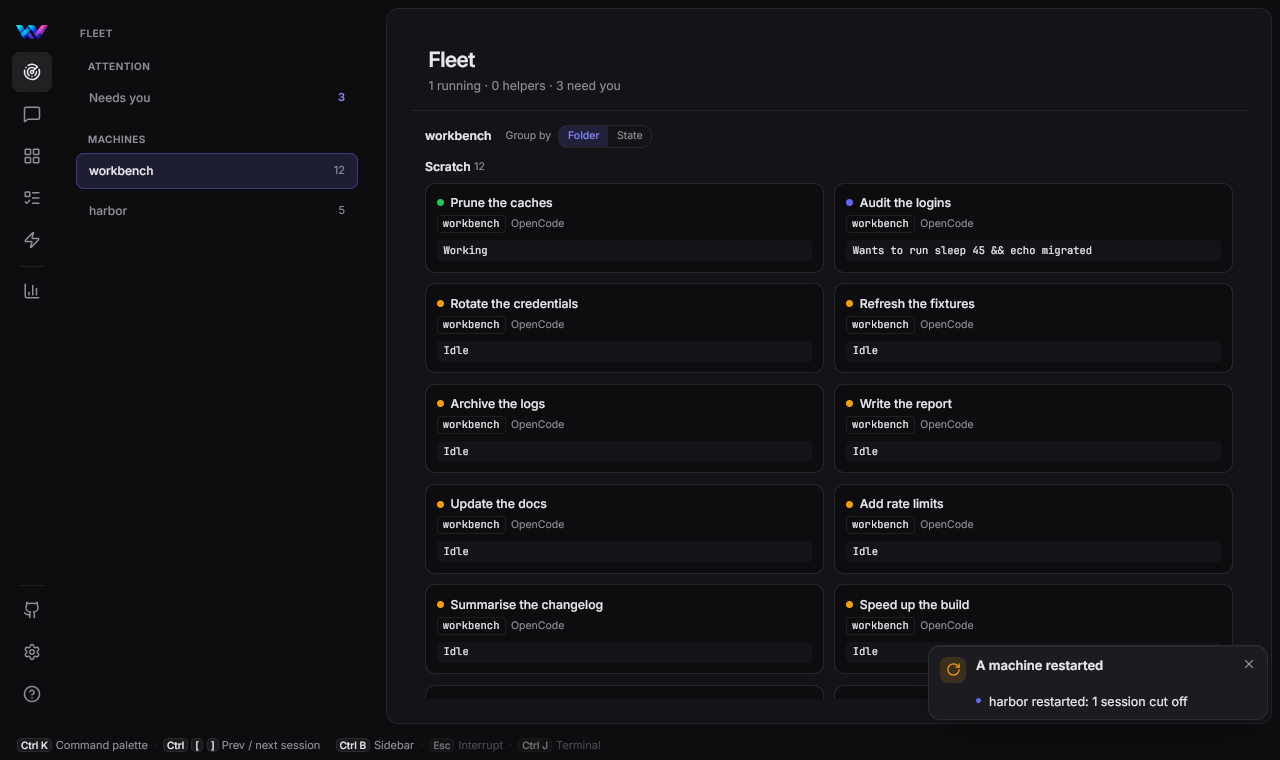 FLEET
ATTENTION
Needs you 3
MACHINES
workbench 12
harbor 5
Fleet
1 running · 0 helpers · 3 need you
workbench Group by Folder State
Scratch 12
Prune the caches
workbench OpenCode
Working
Audit the logins
workbench OpenCode
Wants to run sleep 45 && echo migrated
Rotate the credentials
workbench OpenCode
Idle
Refresh the fixtures
workbench OpenCode
Idle
Archive the logs
workbench OpenCode
Idle
Write the report
workbench OpenCode
Idle
Update the docs
workbench OpenCode
Idle
Add rate limits
workbench OpenCode
Idle
Summarise the changelog
workbench OpenCode
Idle
Speed up the build
workbench OpenCode
Idle
A machine restarted
harbor restarted: 1 session cut off
Ctrl K Command palette · Ctrl [ ] Prev / next session · Ctrl B Sidebar · Esc Interrupt · Ctrl J Terminal